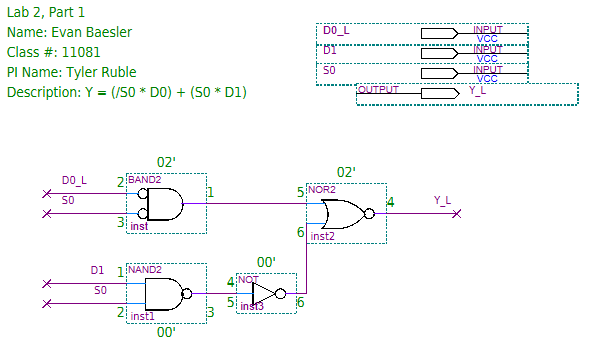 Lab 2, Part 1
Name: Evan Baesler
Class #: 11081
PI Name: Tyler Ruble
Description: Y = (/S0 * D0) + (S0 * D1)
D0_L INPUT
VCC
D1 INPUT
VCC
S0 INPUT
VCC
OUTPUT Y_L
02'
BAND2
D0_L 2 1
S0 3
inst
02'
NOR2
5 4 Y_L
6 inst2
NAND2
D1 1 3
S0 2
inst1
00'
00'
NOT
4
5 6
inst3